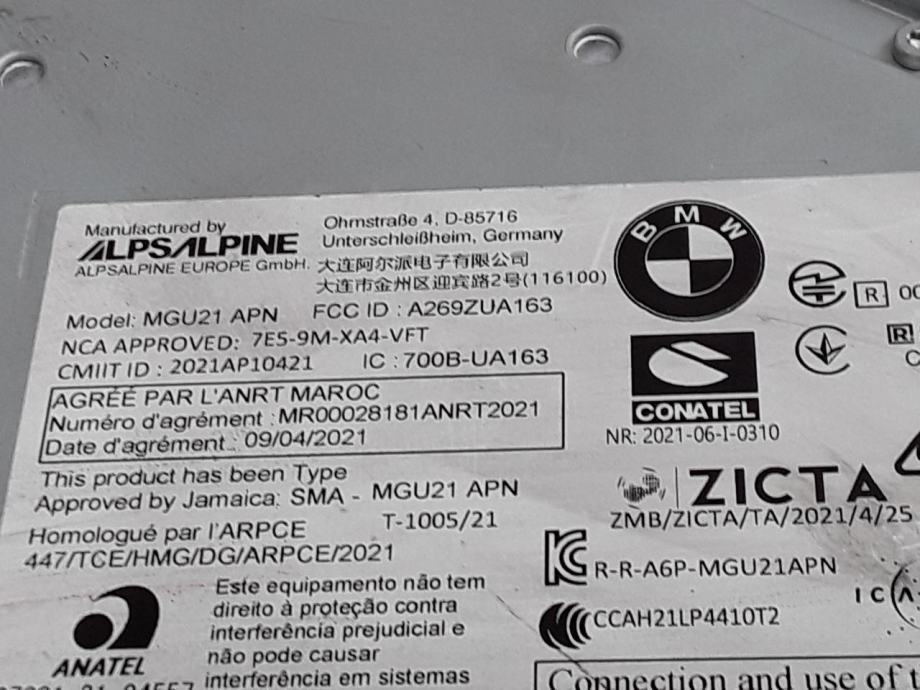 Manufactured by
ALPSALPINE
ALPSALPINE EUROPE GmbH.
Ohmstraße 4, D-85716
Unterschleißheim, Germany
大连阿尔派电子有限公司
大连市金州区迎宾路2号(116100)
BMW
Model: MGU21 APN FCC ID : A269ZUA163
NCA APPROVED: 7E5-9M-XA4-VFT
CMIIT ID : 2021AP10421 IC : 700B-UA163
R 00
R
AGRÉÉ PAR L'ANRT MAROC
Numéro d'agrément : MR00028181ANRT2021
Date d'agrément : 09/04/2021
CONATEL
NR: 2021-06-I-0310
This product has been Type
Approved by Jamaica: SMA - MGU21 APN
ZICTA
ZMB/ZICTA/TA/2021/4/25
Homologué par l'ARPCE T-1005/21
447/TCE/HMG/DG/ARPCE/2021
R-R-A6P-MGU21APN
CCAH21LP4410T2
ANATEL
Este equipamento não tem
direito à proteção contra
interferência prejudicial e
não pode causar
interferência em sistemas
Connection and use of